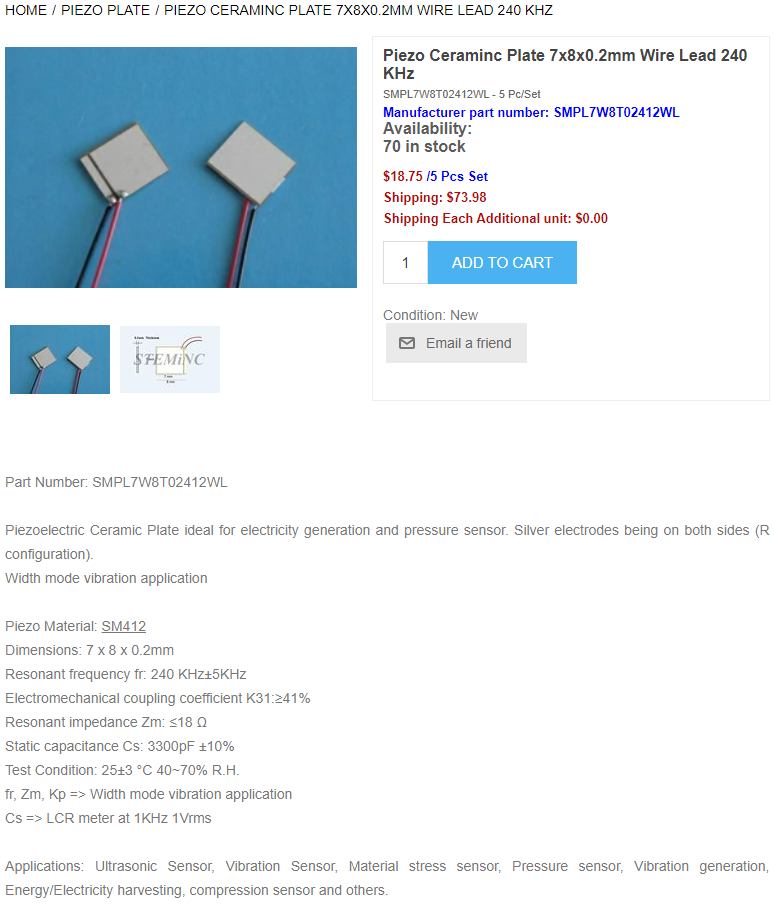 HOME / PIEZO PLATE / PIEZO CERAMINC PLATE 7X8X0.2MM WIRE LEAD 240 KHZ
Piezo Ceraminc Plate 7x8x0.2mm Wire Lead 240
KHz
SMPL7W8T02412WL - 5 Pc/Set
Manufacturer part number: SMPL7W8T02412WL
Availability:
70 in stock
$18.75 /5 Pcs Set
Shipping: $73.98
Shipping Each Additional unit: $0.00
1 ADD TO CART
Condition: New
Email a friend
STEMiNC
7 mm
8 mm
Part Number: SMPL7W8T02412WL
Piezoelectric Ceramic Plate ideal for electricity generation and pressure sensor. Silver electrodes being on both sides (R
configuration).
Width mode vibration application
Piezo Material: SM412
Dimensions: 7 x 8 x 0.2mm
Resonant frequency fr: 240 KHz±5KHz
Electromechanical coupling coefficient K31:≥41%
Resonant impedance Zm: ≤18 Ω
Static capacitance Cs: 3300pF ±10%
Test Condition: 25±3 °C 40~70% R.H.
fr, Zm, Kp => Width mode vibration application
Cs => LCR meter at 1KHz 1Vrms
Applications: Ultrasonic Sensor, Vibration Sensor, Material stress sensor, Pressure sensor, Vibration generation,
Energy/Electricity harvesting, compression sensor and others.